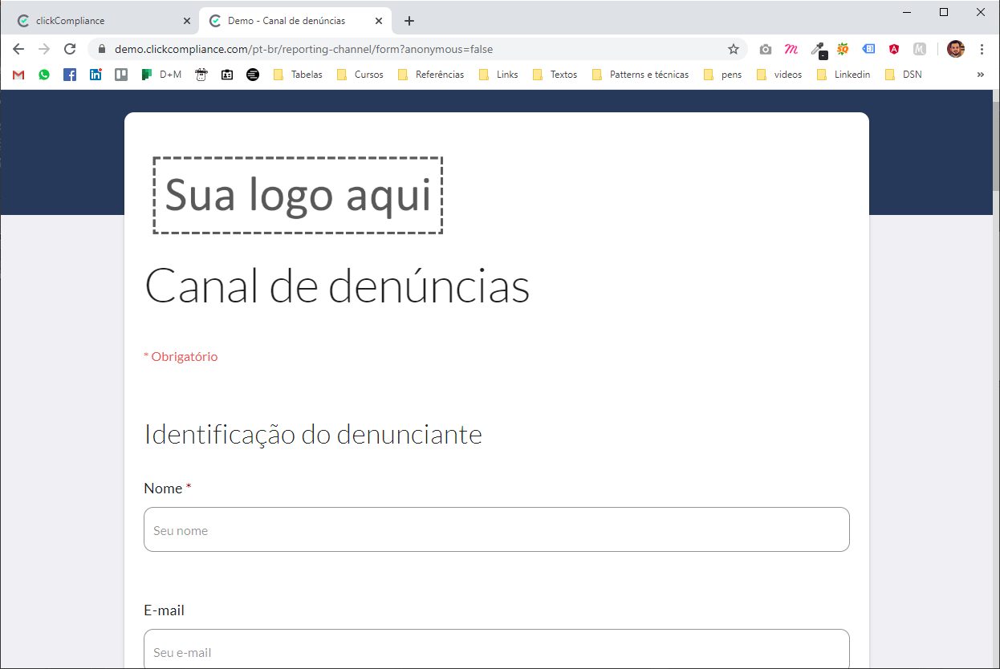 clickCompliance
Demo - Canal de denúncias
demo.clickcompliance.com/pt-br/reporting-channel/form?anonymous=false
D+M Tabelas Cursos Referências Links Textos Patterns e técnicas pens videos Linkedin DSN »
Sua logo aqui
Canal de denúncias
* Obrigatório
Identificação do denunciante
Nome *
Seu nome
E-mail
Seu e-mail